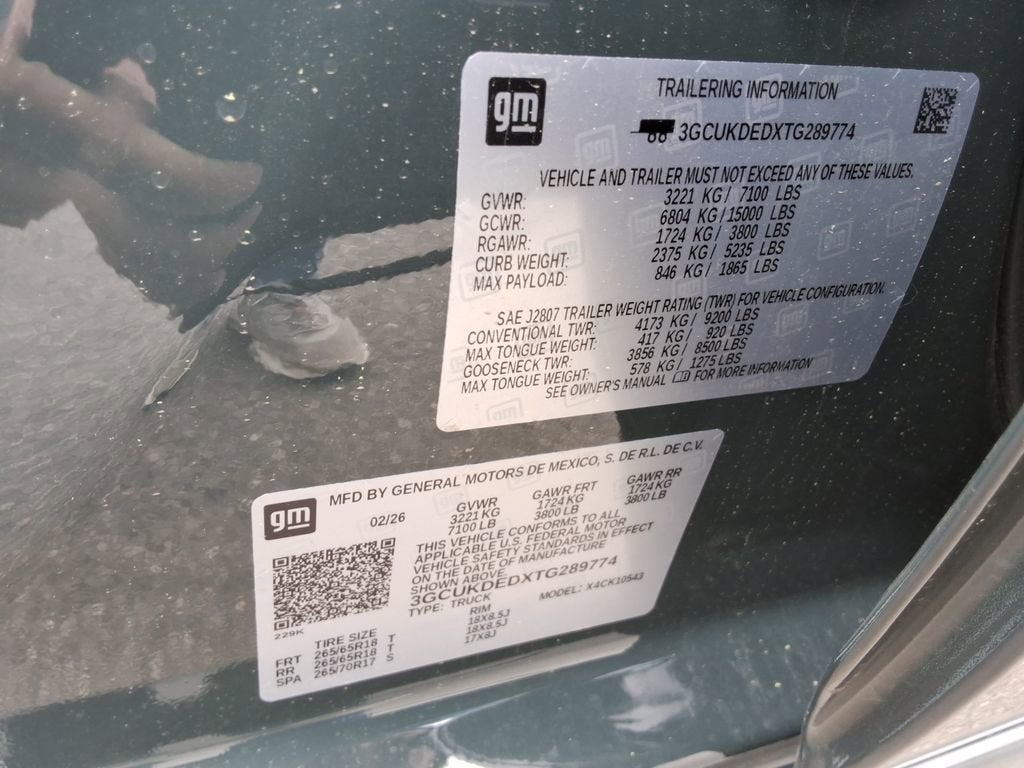 gm
TRAILERING INFORMATION
3GCUKDEDXTG289774
VEHICLE AND TRAILER MUST NOT EXCEED ANY OF THESE VALUES.
GVWR: 3221 KG / 7100 LBS
GCWR: 6804 KG / 15000 LBS
RGAWR: 1724 KG / 3800 LBS
CURB WEIGHT: 2375 KG / 5235 LBS
MAX PAYLOAD: 846 KG / 1865 LBS
SAE J2807 TRAILER WEIGHT RATING (TWR) FOR VEHICLE CONFIGURATION.
CONVENTIONAL TWR: 4173 KG / 9200 LBS
MAX TONGUE WEIGHT: 417 KG / 920 LBS
GOOSENECK TWR: 3856 KG / 8500 LBS
MAX TONGUE WEIGHT: 578 KG / 1275 LBS
SEE OWNER'S MANUAL FOR MORE INFORMATION
gm
MFD BY GENERAL MOTORS DE MEXICO, S. DE R.L. DE C.V.
02/26 GVWR GAWR FRT GAWR RR
3221 KG 1724 KG 1724 KG
7100 LB 3800 LB 3800 LB
THIS VEHICLE CONFORMS TO ALL
APPLICABLE U.S. FEDERAL MOTOR
VEHICLE SAFETY STANDARDS IN EFFECT
ON THE DATE OF MANUFACTURE
SHOWN ABOVE.
3GCUKDEDXTG289774
TYPE: TRUCK MODEL: X4CK10543
229K
TIRE SIZE RIM
FRT 265/65R18 T 18X8.5J
RR 265/65R18 T 18X8.5J
SPA 265/70R17 S 17X8J